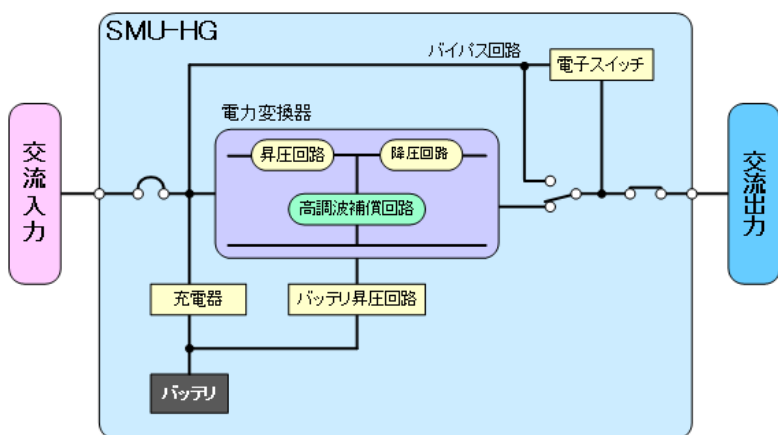 SMU-HG
バイパス回路
電子スイッチ
電力変換器
昇圧回路
降圧回路
高調波補償回路
交流入力
交流出力
充電器
バッテリ昇圧回路
バッテリ